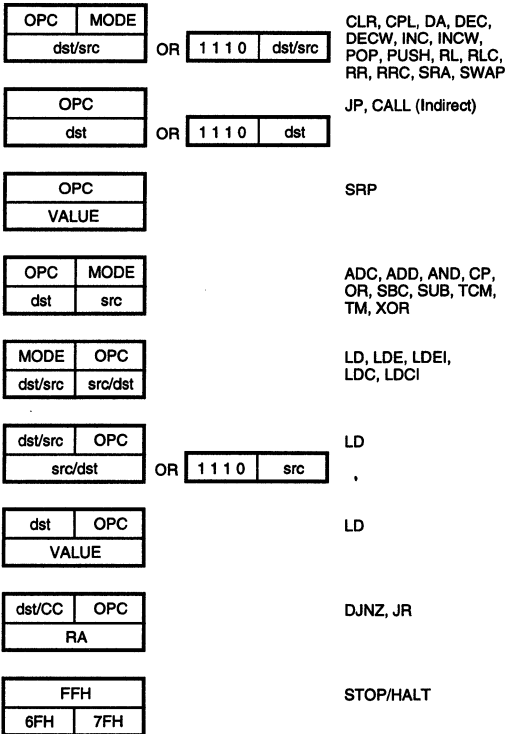 OPC MODE CLR, CPL, DA, DEC,
DECW, INC, INCW,
dst/src OR 1 1 1 0 dst/src POP, PUSH, RL, RLC,
RR, RRC, SRA, SWAP
OPC JP, CALL (Indirect)
dst OR 1 1 1 0 dst
OPC SRP
VALUE
OPC MODE ADC, ADD, AND, CP,
dst src OR, SBC, SUB, TCM,
TM, XOR
MODE OPC LD, LDE, LDEI,
dst/src src/dst LDC, LDCI
dst/src OPC LD
src/dst OR 1 1 1 0 src
dst OPC LD
VALUE
dst/CC OPC DJNZ, JR
RA
FFH STOP/HALT
6FH 7FH